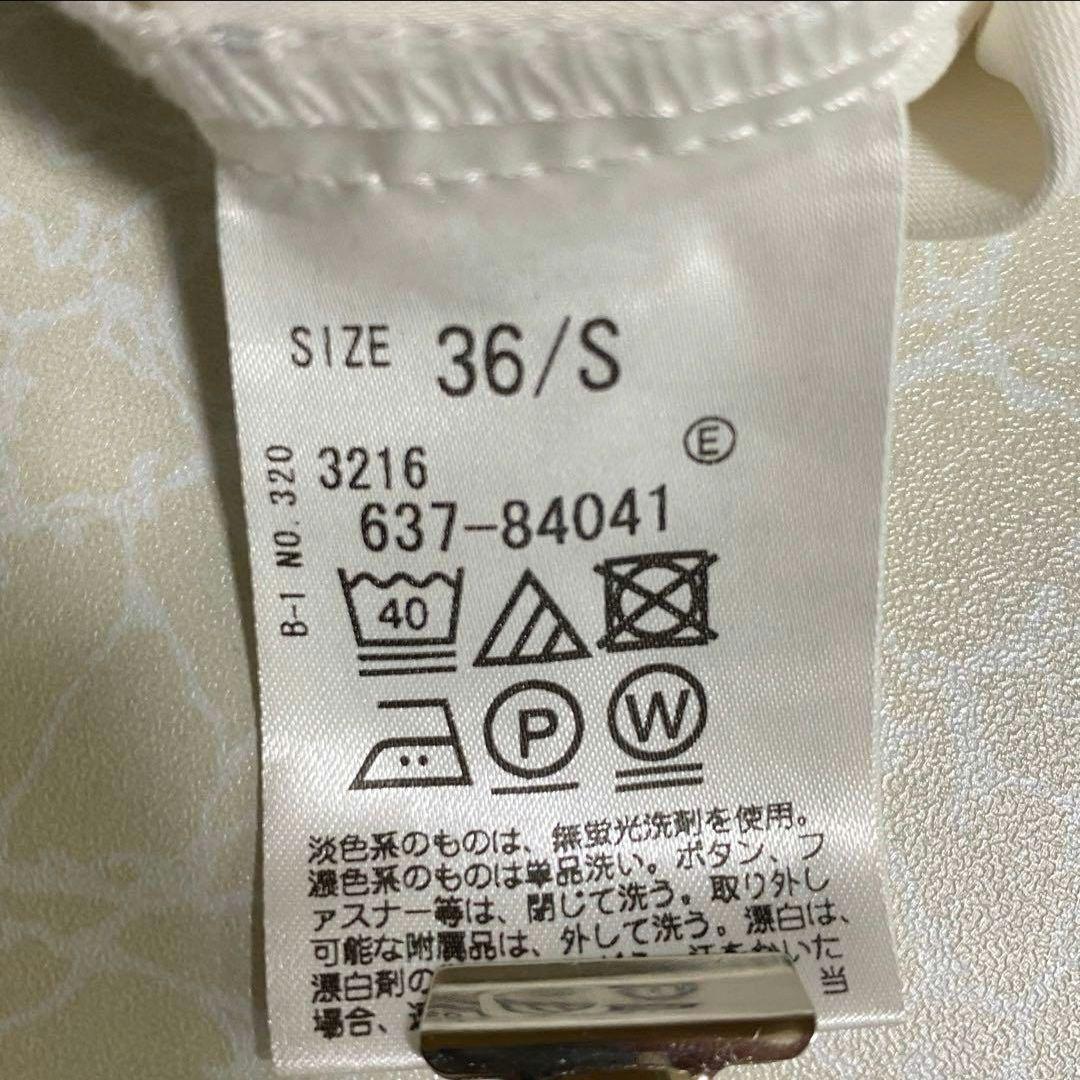 SIZE 36/S
E
B-1 NO.320
3216
637-84041
40
P
W
淡色系のものは、無蛍光洗剤を使用。
濃色系のものは単品洗い。ボタン、フ
ァスナー等は、閉じて洗う。取り外し
可能な附属品は、外して洗う。漂白は、
漂白剤の
場合、
当